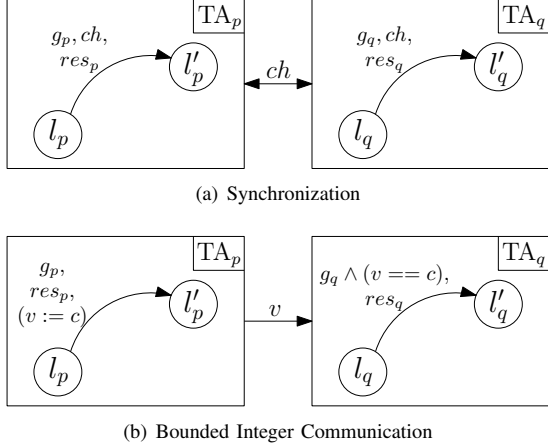 TA_p
g_p, ch,
res_p
l'_p
l_p
ch
TA_q
g_q, ch,
res_q
l'_q
l_q
(a) Synchronization
TA_p
g_p,
res_p,
(v := c)
l'_p
l_p
v
TA_q
g_q ∧ (v == c),
res_q
l'_q
l_q
(b) Bounded Integer Communication